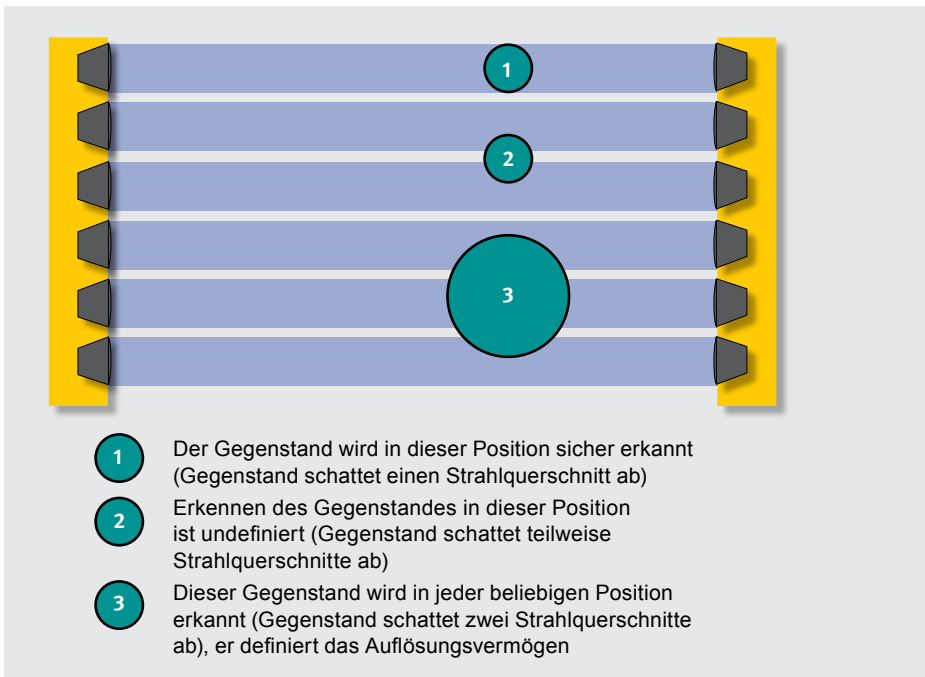 1
2
3
1 Der Gegenstand wird in dieser Position sicher erkannt
(Gegenstand schattet einen Strahlquerschnitt ab)
2 Erkennen des Gegenstandes in dieser Position
ist undefiniert (Gegenstand schattet teilweise
Strahlquerschnitte ab)
3 Dieser Gegenstand wird in jeder beliebigen Position
erkannt (Gegenstand schattet zwei Strahlquerschnitte
ab), er definiert das Auflösungsvermögen